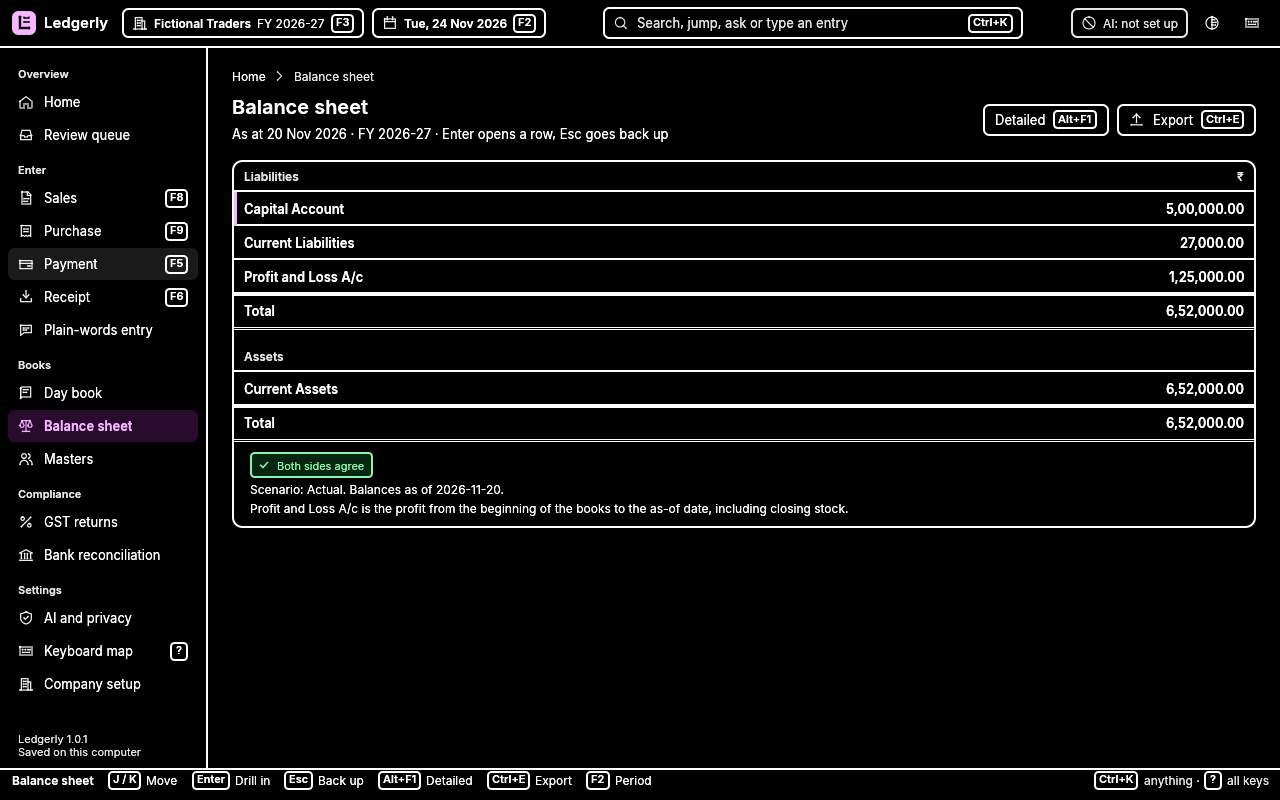 Ledgerly
Fictional Traders FY 2026-27 F3
Tue, 24 Nov 2026 F2
Search, jump, ask or type an entry Ctrl+K
AI: not set up
Overview
Home
Review queue
Enter
Sales F8
Purchase F9
Payment F5
Receipt F6
Plain-words entry
Books
Day book
Balance sheet
Masters
Compliance
GST returns
Bank reconciliation
Settings
AI and privacy
Keyboard map ?
Company setup
Ledgerly 1.0.1
Saved on this computer
Home > Balance sheet
Balance sheet
As at 20 Nov 2026 · FY 2026-27 · Enter opens a row, Esc goes back up
Detailed Alt+F1
Export Ctrl+E
Liabilities ₹
Capital Account 5,00,000.00
Current Liabilities 27,000.00
Profit and Loss A/c 1,25,000.00
Total 6,52,000.00
Assets
Current Assets 6,52,000.00
Total 6,52,000.00
Both sides agree
Scenario: Actual. Balances as of 2026-11-20.
Profit and Loss A/c is the profit from the beginning of the books to the as-of date, including closing stock.
Balance sheet J / K Move Enter Drill in Esc Back up Alt+F1 Detailed Ctrl+E Export F2 Period
Ctrl+K anything · ? all keys